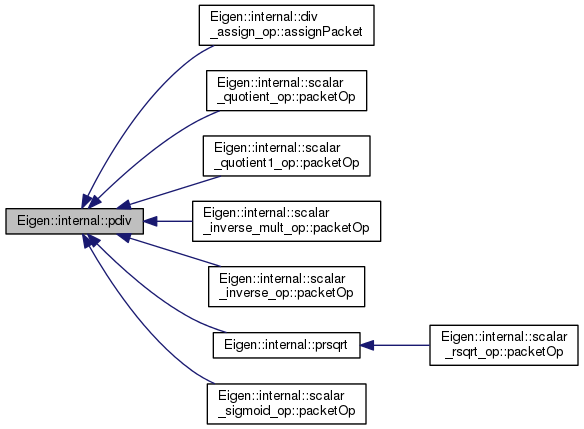 Eigen::internal::div
_assign_op::assignPacket
Eigen::internal::scalar
_quotient_op::packetOp
Eigen::internal::scalar
_quotient1_op::packetOp
Eigen::internal::pdiv
Eigen::internal::scalar
_inverse_mult_op::packetOp
Eigen::internal::scalar
_inverse_op::packetOp
Eigen::internal::prsqrt
Eigen::internal::scalar
_rsqrt_op::packetOp
Eigen::internal::scalar
_sigmoid_op::packetOp